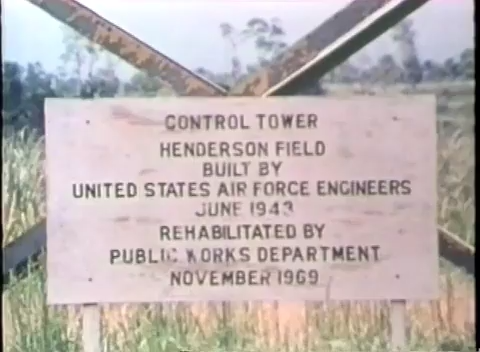 CONTROL TOWER
HENDERSON FIELD
BUILT BY
UNITED STATES AIR FORCE ENGINEERS
JUNE 1943
REHABILITATED BY
PUBLIC WORKS DEPARTMENT
NOVEMBER 1969